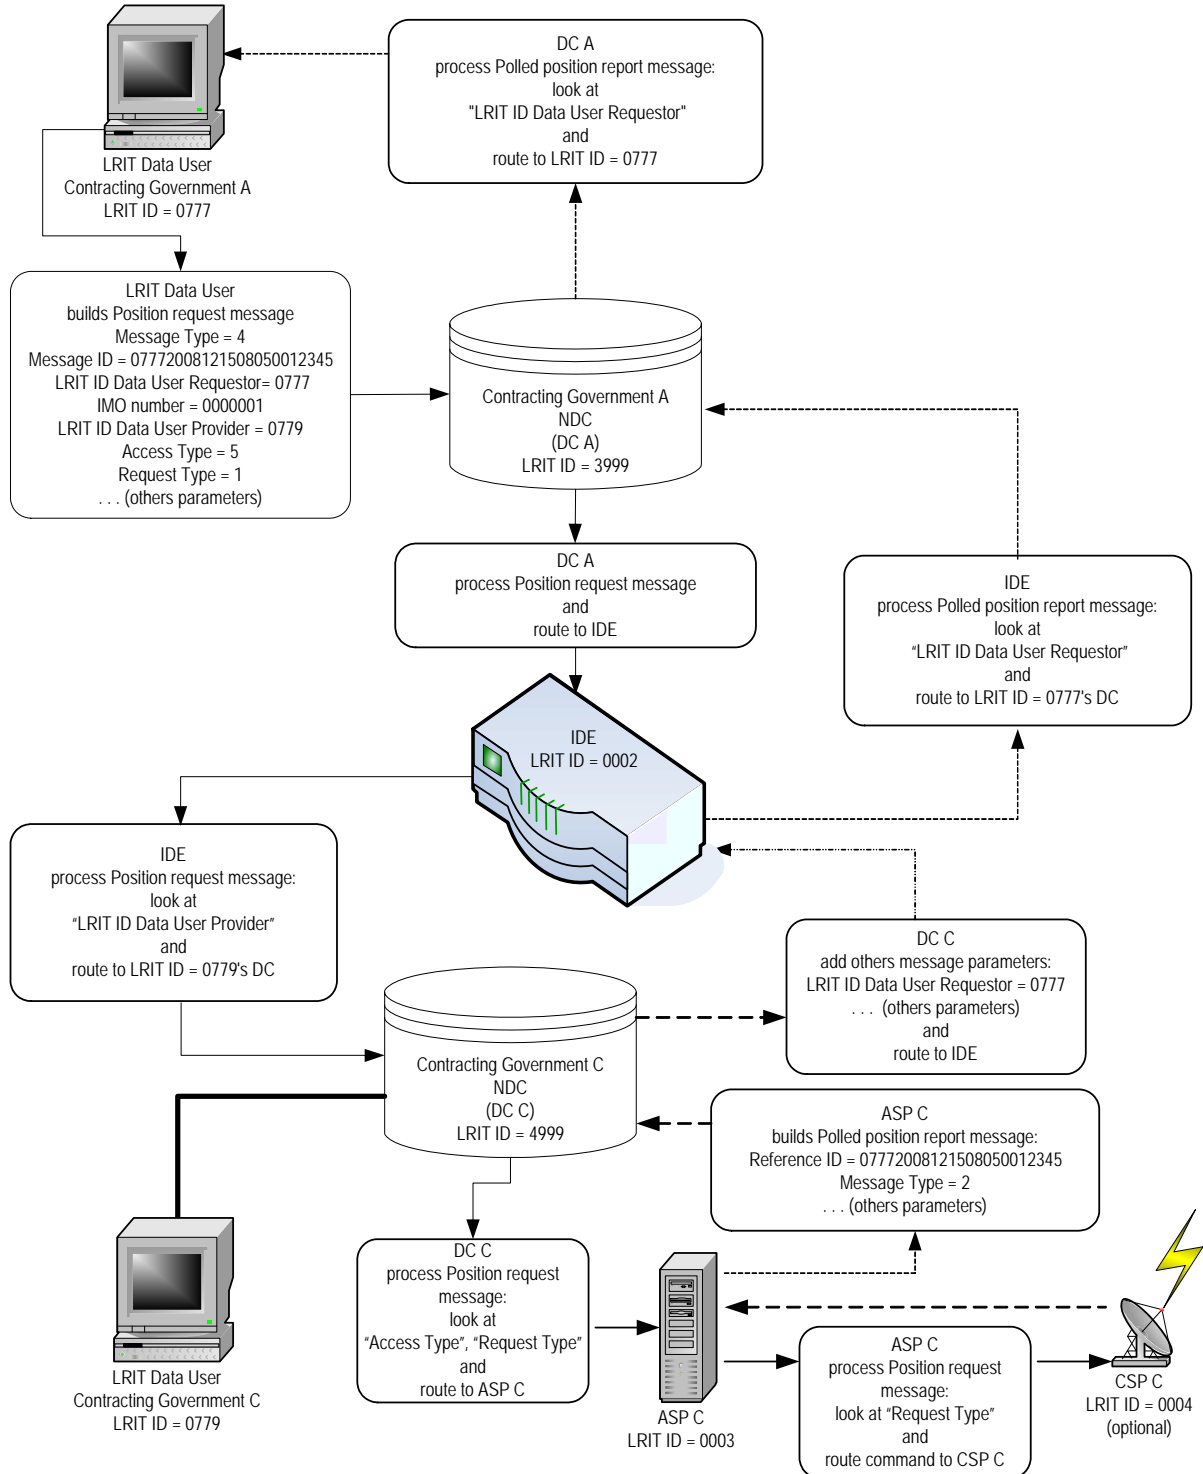 DC A
process Polled position report message:
look at
"LRIT ID Data User Requestor"
and
route to LRIT ID = 0777
LRIT Data User
Contracting Government A
LRIT ID = 0777
LRIT Data User
builds Position request message
Message Type = 4
Message ID = 07772008121508050012345
LRIT ID Data User Requestor= 0777
IMO number = 0000001
LRIT ID Data User Provider = 0779
Access Type = 5
Request Type = 1
. . . (others parameters)
Contracting Government A
NDC
(DC A)
LRIT ID = 3999
DC A
process Position request message
and
route to IDE
IDE
process Polled position report message:
look at
“LRIT ID Data User Requestor”
and
route to LRIT ID = 0777's DC
IDE
LRIT ID = 0002
IDE
process Position request message:
look at
“LRIT ID Data User Provider”
and
route to LRIT ID = 0779's DC
DC C
add others message parameters:
LRIT ID Data User Requestor = 0777
. . . (others parameters)
and
route to IDE
Contracting Government C
NDC
(DC C)
LRIT ID = 4999
ASP C
builds Polled position report message:
Reference ID = 07772008121508050012345
Message Type = 2
. . . (others parameters)
DC C
process Position request
message:
look at
“Access Type”, “Request Type”
and
route to ASP C
LRIT Data User
Contracting Government C
LRIT ID = 0779
ASP C
LRIT ID = 0003
ASP C
process Position request
message:
look at “Request Type”
and
route command to CSP C
CSP C
LRIT ID = 0004
(optional)